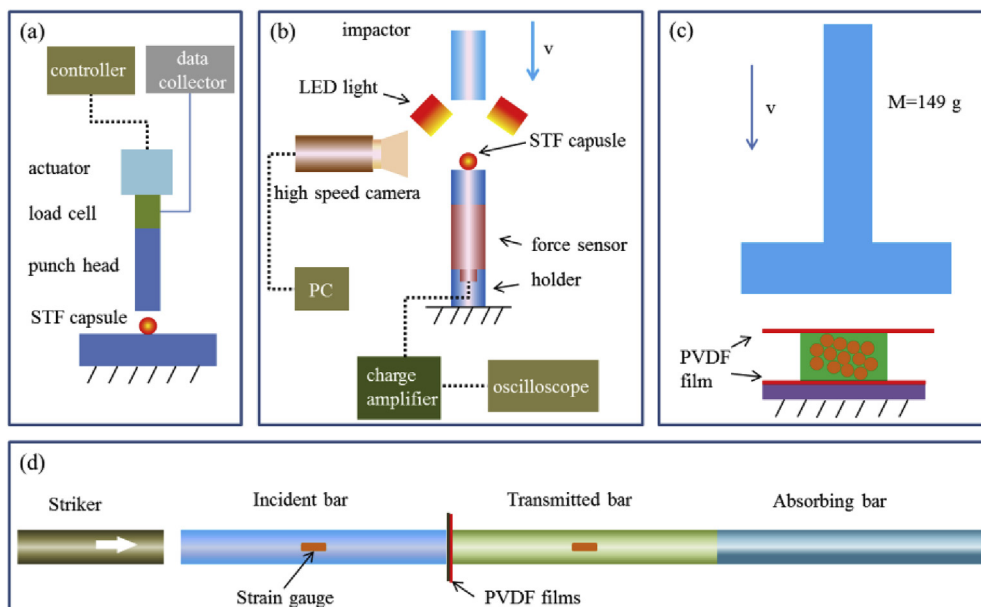 (a)
controller
data
collector
actuator
load cell
punch head
STF capsule
(b)
impactor
v
LED light
STF capusle
high speed camera
force sensor
PC
holder
charge
amplifier
oscilloscope
(c)
M=149 g
v
PVDF
film
(d)
Striker
Incident bar
Transmitted bar
Absorbing bar
Strain gauge
PVDF films